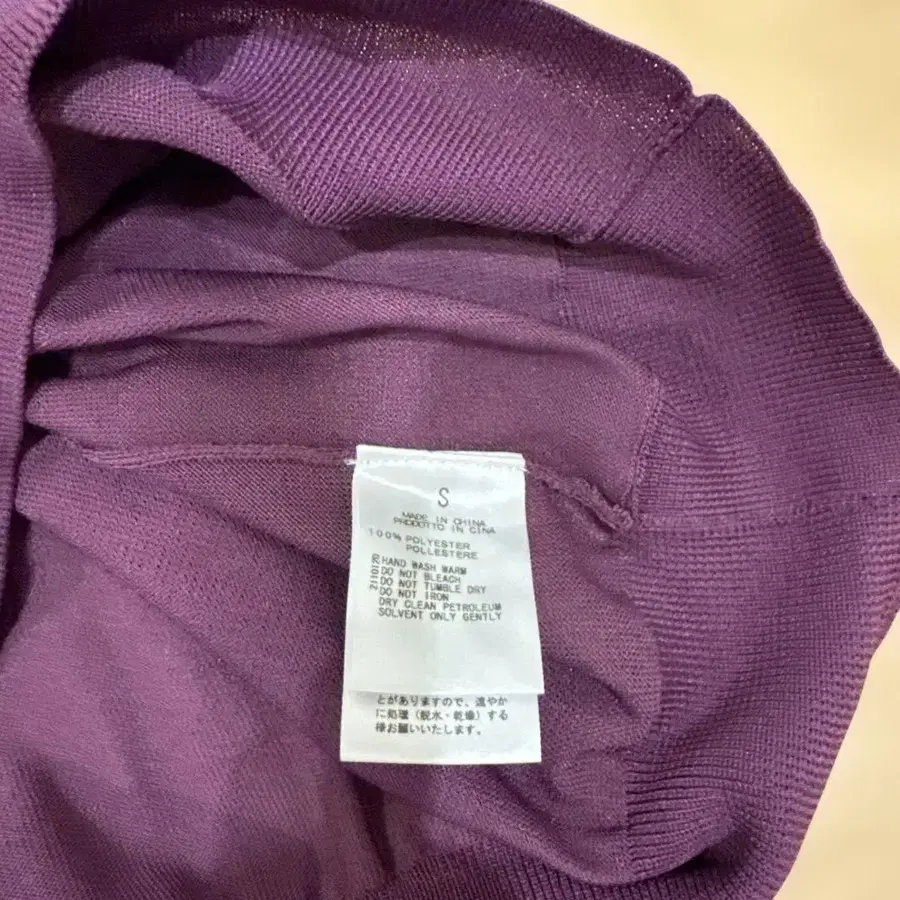 S
MADE IN CHINA
PRODOTTO IN CINA
100% POLYESTER
POLLESTERE
HAND WASH WARM
DO NOT BLEACH
DO NOT TUMBLE DRY
DO NOT IRON
DRY CLEAN PETROLEUM
SOLVENT ONLY GENTLY
とがありますので、速やか
に処理(脱水・乾燥)する
様お願いいたします。